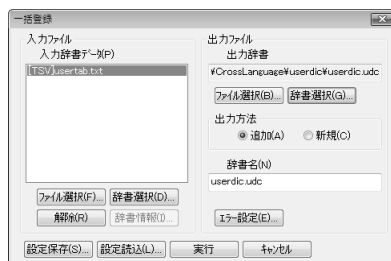 一括登録
入力ファイル
入力辞書データ(P)
[TSV]usertab.txt
ファイル選択(F)... 辞書選択(D)...
解除(R) 辞書情報(I)...
出力ファイル
出力辞書
¥CrossLanguage¥userdic¥userdic.udc
ファイル選択(B)... 辞書選択(G)...
出力方法
追加(A) 新規(C)
辞書名(N)
userdic.udc
エラー設定(E)...
設定保存(S)... 設定読込(L)... 実行 キャンセル